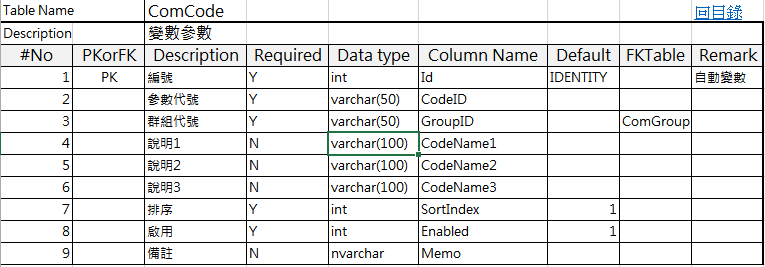 Table Name ComCode 回目錄
Description 變數參數
#No PKorFK Description Required Data type Column Name Default FKTable Remark
1 PK 編號 Y int Id IDENTITY 自動變數
2 參數代號 Y varchar(50) CodeID
3 群組代號 Y varchar(50) GroupID ComGroup
4 說明1 N varchar(100) CodeName1
5 說明2 N varchar(100) CodeName2
6 說明3 N varchar(100) CodeName3
7 排序 Y int SortIndex 1
8 啟用 Y int Enabled 1
9 備註 N nvarchar Memo